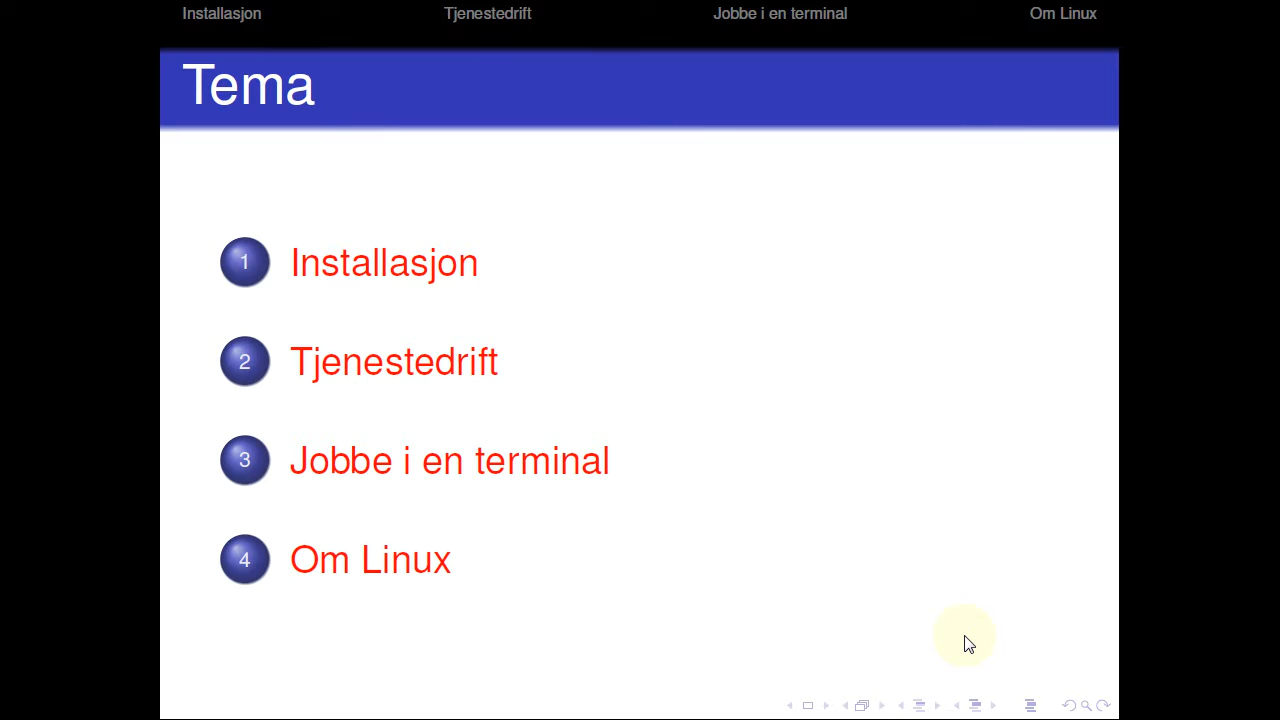 Installasjon Tjenestedrift Jobbe i en terminal Om Linux
Tema
1 Installasjon
2 Tjenestedrift
3 Jobbe i en terminal
4 Om Linux